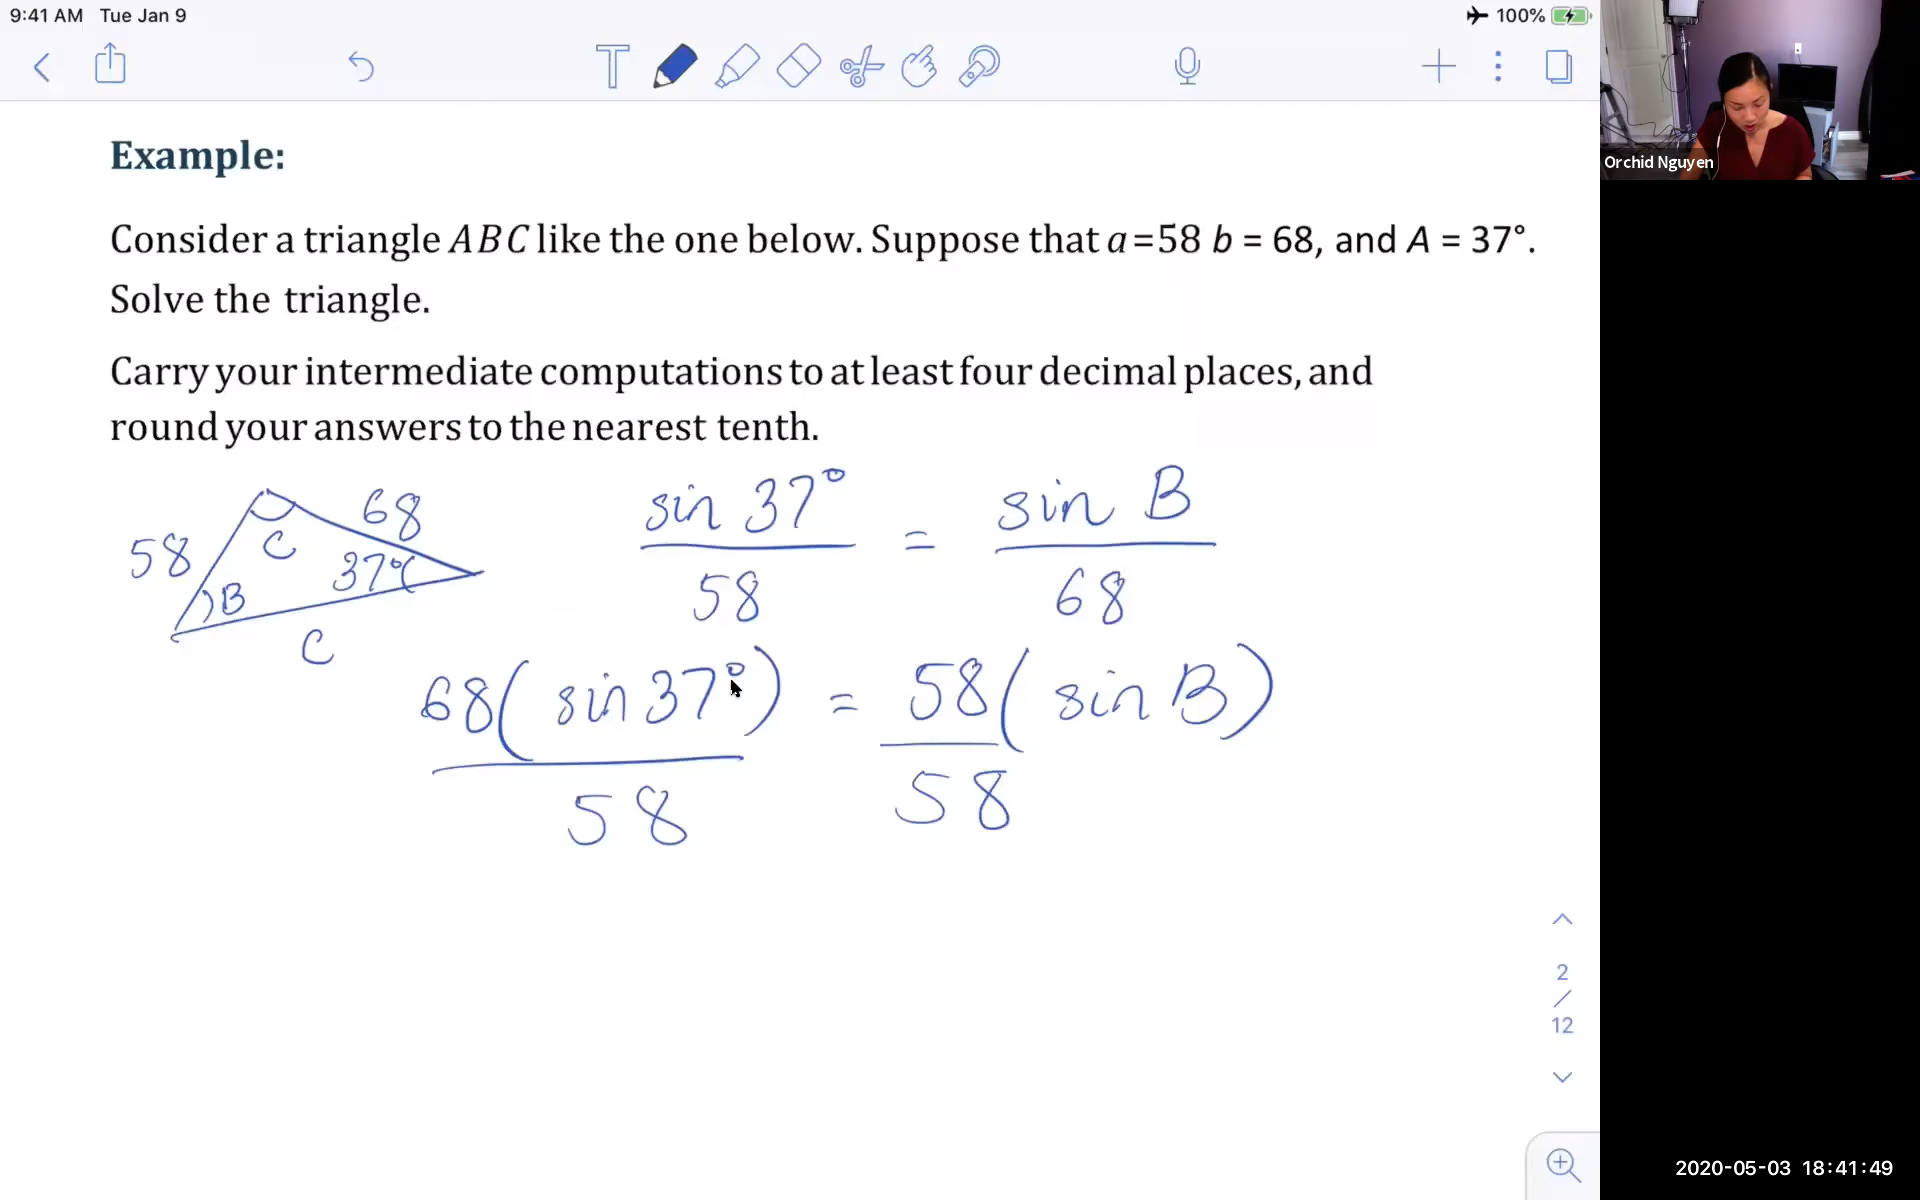 9:41 AM Tue Jan 9
100%
T
Orchid Nguyen
Example:
Consider a triangle ABC like the one below. Suppose that a=58 b = 68, and A = 37°.
Solve the triangle.
Carry your intermediate computations to at least four decimal places, and
round your answers to the nearest tenth.
58 68 C 37° B C
sin 37° / 58 = sin B / 68
68( sin 37° ) / 58 = 58( sin B ) / 58
2
/
12
2020-05-03 18:41:49